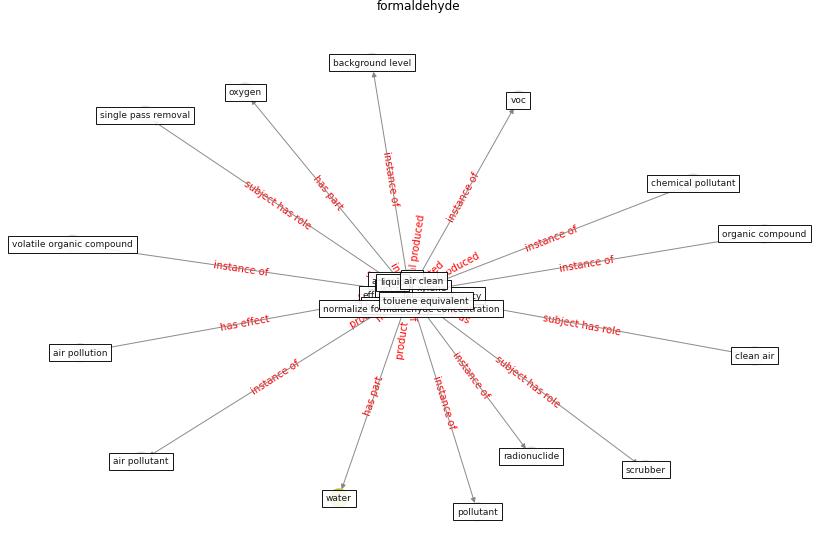 formaldehyde
background level
oxygen
voc
single pass removal
instance of
has part
instance of
chemical pollutant
subject has role
organic compound
volatile organic compound
instance of
instance of
instance of
air clean
toluene equivalent
normalize formaldehyde concentration
has effect
subject has role
air pollution
clean air
instance of
product
has part
instance of
instance of
subject has role
air pollutant
radionuclide
scrubber
water
pollutant